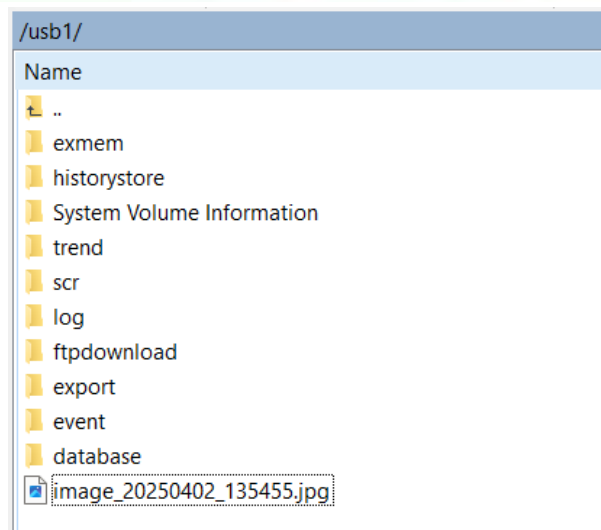 /usb1/
Name
..
exmem
historystore
System Volume Information
trend
scr
log
ftpdownload
export
event
database
image_20250402_135455.jpg